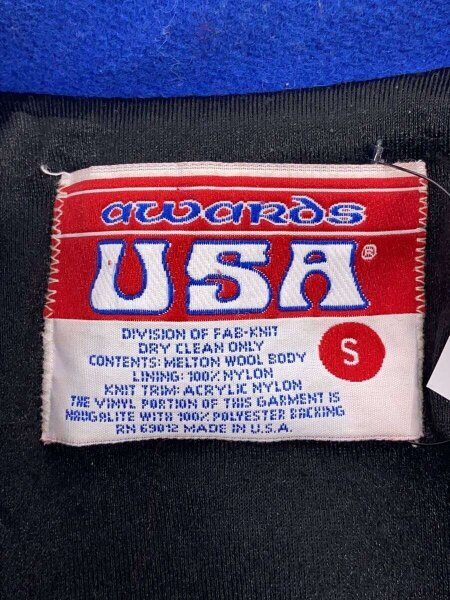 awards
USA®
DIVISION OF FAB-KNIT
DRY CLEAN ONLY
CONTENTS: MELTON WOOL BODY
LINING: 100% NYLON
KNIT TRIM: ACRYLIC NYLON
THE VINYL PORTION OF THIS GARMENT IS
NAUGALITE WITH 100% POLYESTER BACKING
RN 69012 MADE IN U.S.A.
S